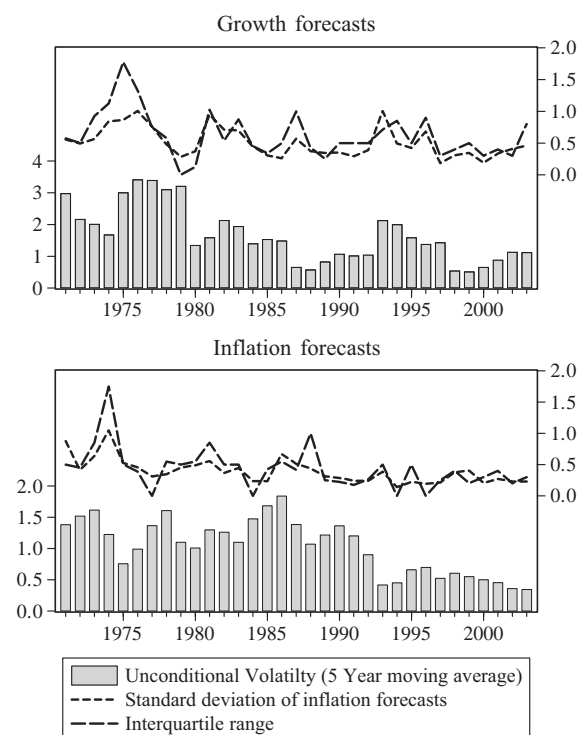 Growth forecasts
2.0
1.5
1.0
0.5
0.0
4
3
2
1
0
1975 1980 1985 1990 1995 2000
Inflation forecasts
2.0
1.5
1.0
0.5
0.0
2.0
1.5
1.0
0.5
0.0
1975 1980 1985 1990 1995 2000
Unconditional Volatilty (5 Year moving average)
Standard deviation of inflation forecasts
Interquartile range